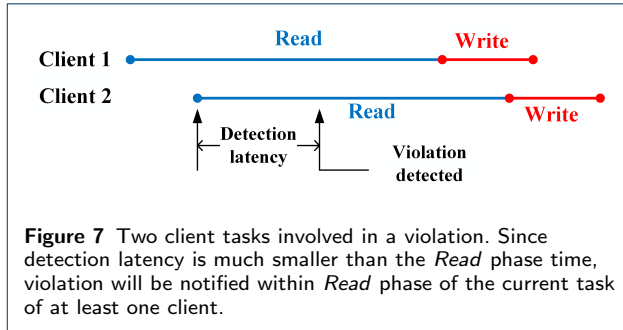 Read
Write
Client 1
Client 2
Read
Write
Detection
latency
Violation
detected
Figure 7 Two client tasks involved in a violation. Since
detection latency is much smaller than the Read phase time,
violation will be notified within Read phase of the current task
of at least one client.